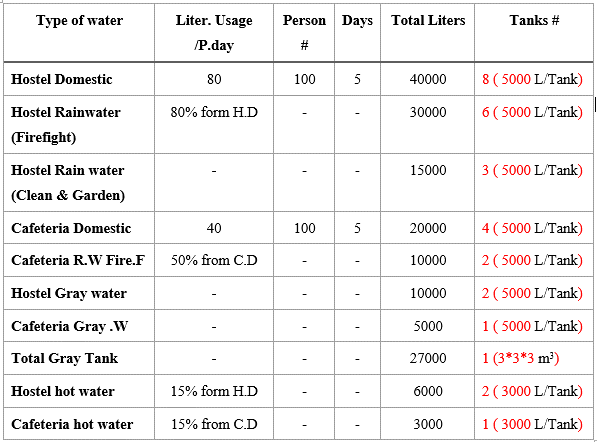 Type of water Liter. Usage /P.day Person # Days Total Liters Tanks #
Hostel Domestic 80 100 5 40000 8 ( 5000 L/Tank)
Hostel Rainwater (Firefight) 80% form H.D - - 30000 6 ( 5000 L/Tank)
Hostel Rain water (Clean & Garden) - - - 15000 3 ( 5000 L/Tank)
Cafeteria Domestic 40 100 5 20000 4 ( 5000 L/Tank)
Cafeteria R.W Fire.F 50% from C.D - - 10000 2 ( 5000 L/Tank)
Hostel Gray water - - - 10000 2 ( 5000 L/Tank)
Cafeteria Gray .W - - - 5000 1 ( 5000 L/Tank)
Total Gray Tank - - - 27000 1 (3*3*3 m³)
Hostel hot water 15% form H.D - - 6000 2 ( 3000 L/Tank)
Cafeteria hot water 15% from C.D - - 3000 1 ( 3000 L/Tank)